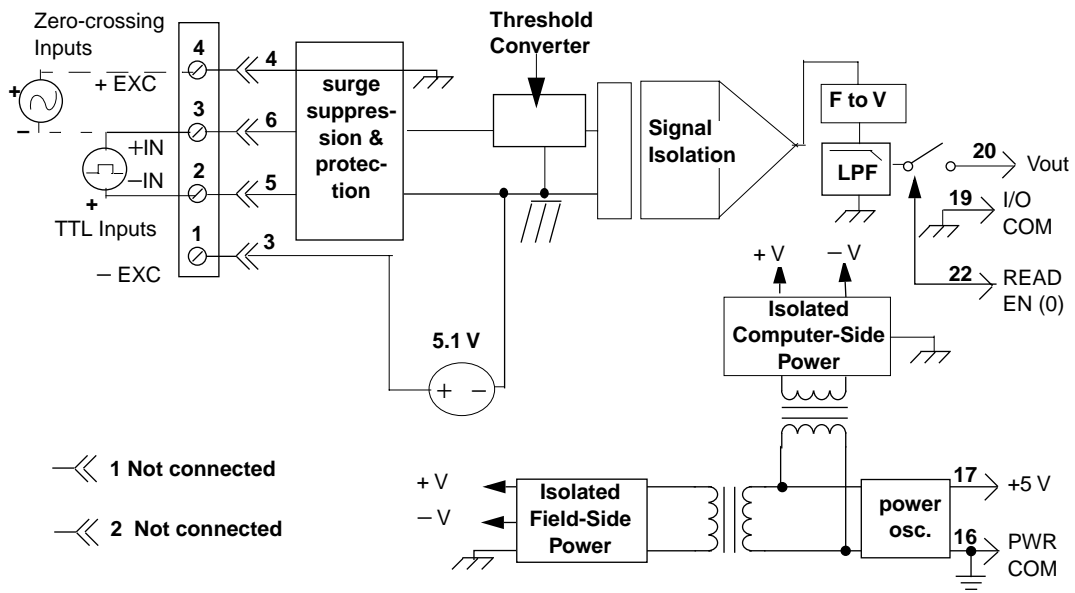 Zero-crossing
Inputs
Threshold
Converter
4
4
+ EXC
+
−
surge
suppres-
sion &
protec-
tion
Signal
Isolation
F to V
LPF
3
6
+IN
−IN
2
5
+
TTL Inputs
1
3
− EXC
20
Vout
19
I/O
COM
22
READ
EN (0)
+ V
− V
Isolated
Computer-Side
Power
5.1 V
+ −
1 Not connected
2 Not connected
+ V
− V
Isolated
Field-Side
Power
power
osc.
17
+5 V
16
PWR
COM